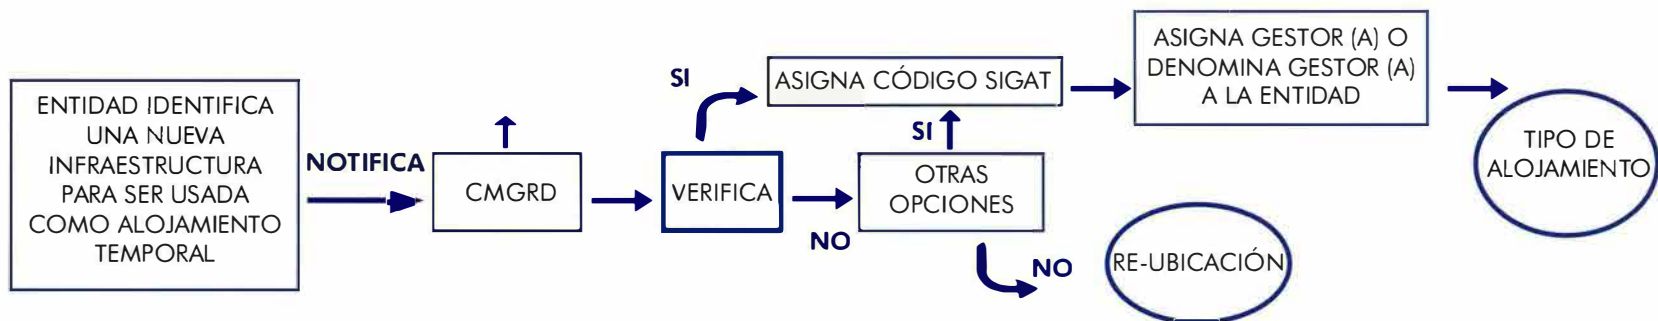 ENTIDAD IDENTIFICA
UNA NUEVA
INFRAESTRUCTURA
PARA SER USADA
COMO ALOJAMIENTO
TEMPORAL
NOTIFICA
CMGRD
VERIFICA
SI
ASIGNA CÓDIGO SIGAT
SI
NO
OTRAS
OPCIONES
NO
RE-UBICACIÓN
ASIGNA GESTOR (A) O
DENOMINA GESTOR (A)
A LA ENTIDAD
TIPO DE
ALOJAMIENTO